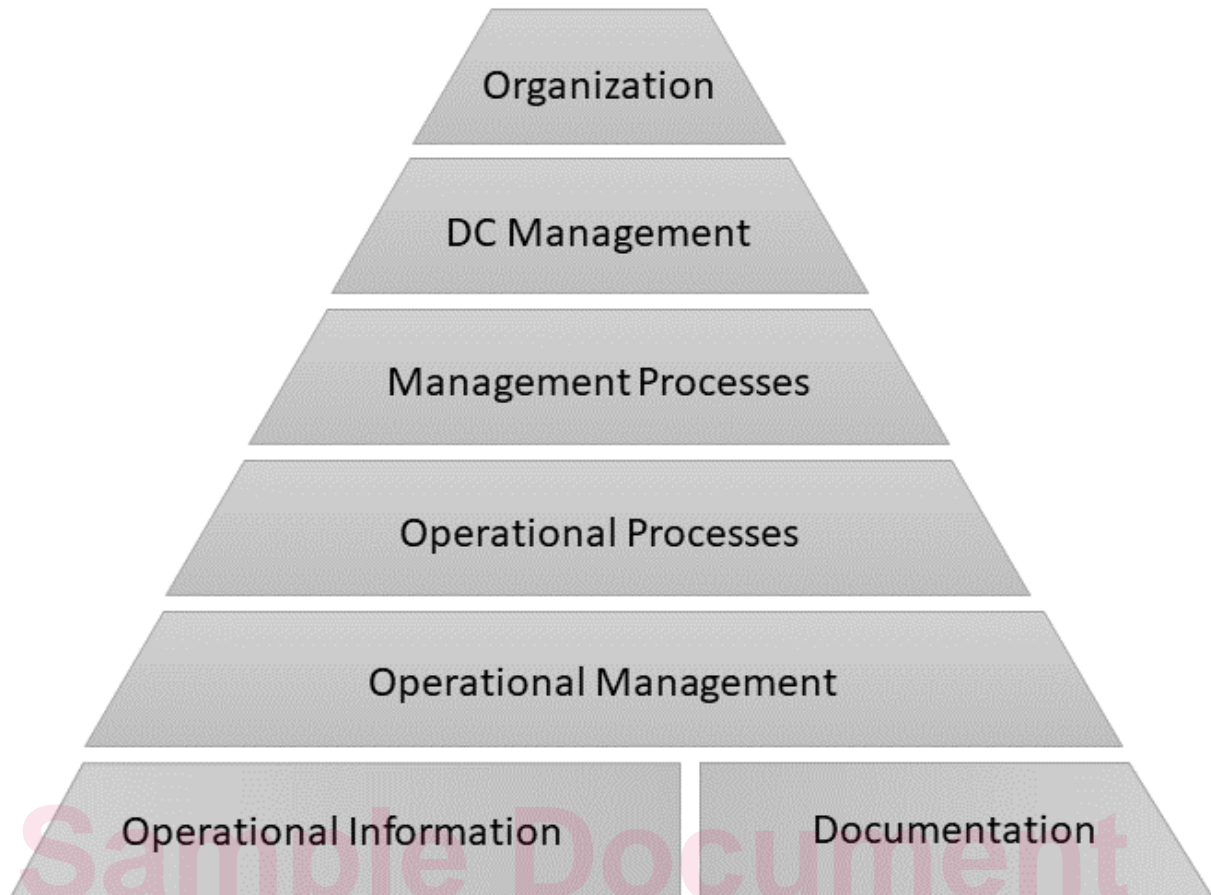 Organization
DC Management
Management Processes
Operational Processes
Operational Management
Operational Information
Documentation
Sample Document